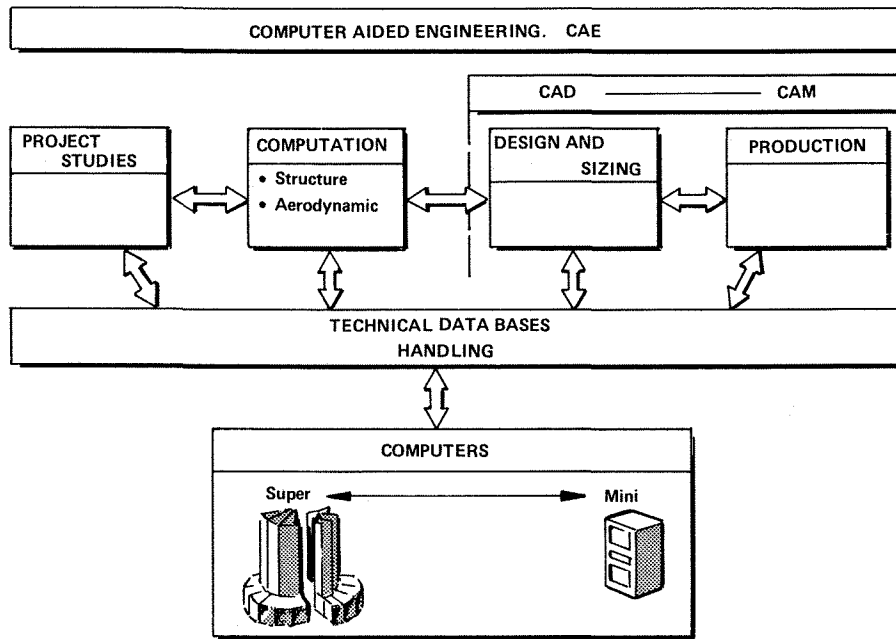 COMPUTER AIDED ENGINEERING. CAE
CAD CAM
PROJECT
STUDIES
COMPUTATION
• Structure
• Aerodynamic
DESIGN AND
SIZING
PRODUCTION
TECHNICAL DATA BASES
HANDLING
COMPUTERS
Super Mini